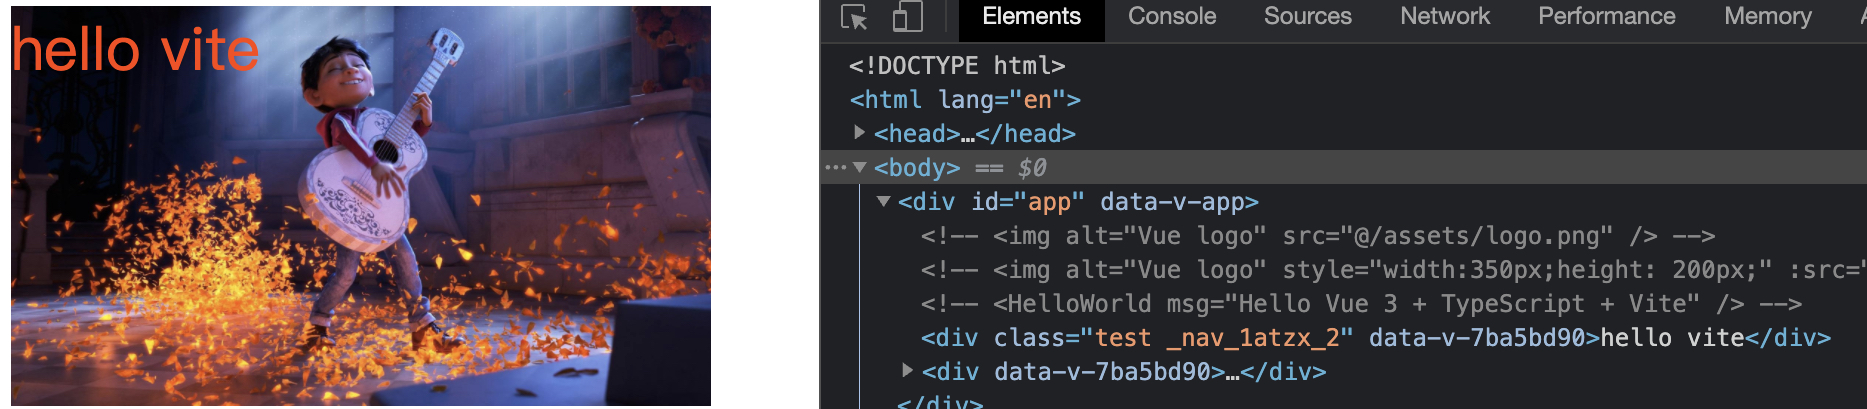 hello vite
Elements Console Sources Network Performance Memory
<!DOCTYPE html>
<html lang="en">
<head>…</head>
<body> == $0
<div id="app" data-v-app>
<!-- <img alt="Vue logo" src="@/assets/logo.png" /> -->
<!-- <img alt="Vue logo" style="width:350px;height: 200px;" :src="
<!-- <HelloWorld msg="Hello Vue 3 + TypeScript + Vite" /> -->
<div class="test _nav_1atzx_2" data-v-7ba5bd90>hello vite</div>
<div data-v-7ba5bd90>…</div>
</div>